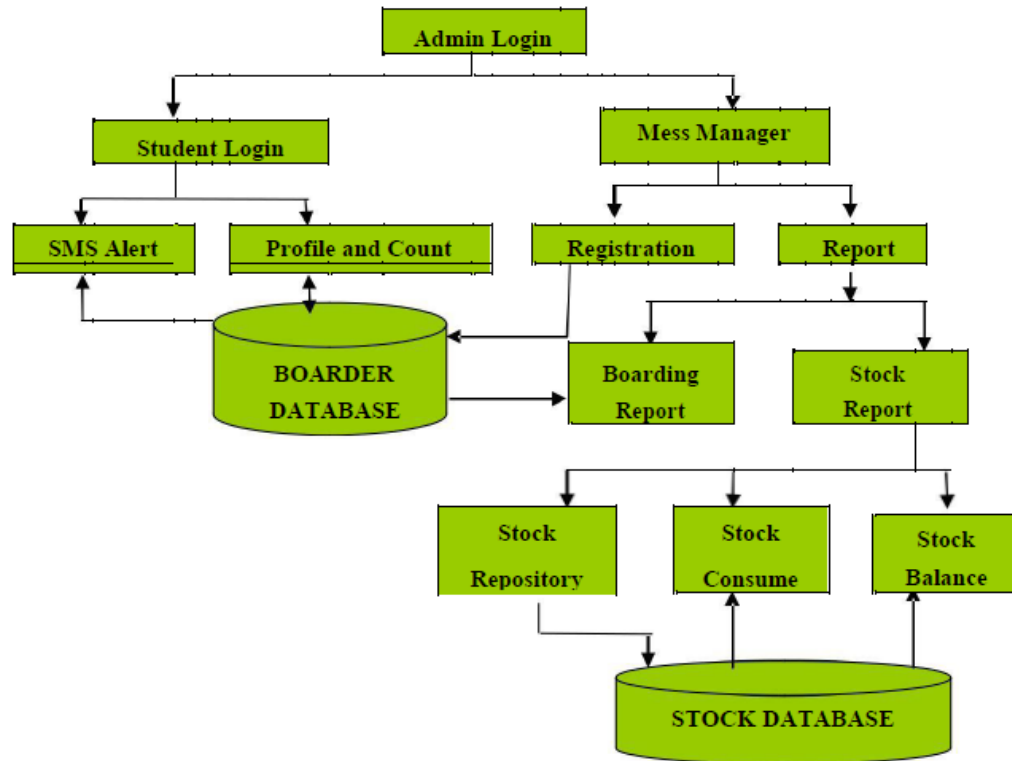 Admin Login
Student Login
Mess Manager
SMS Alert
Profile and Count
Registration
Report
BOARDER
DATABASE
Boarding
Report
Stock
Report
Stock
Repository
Stock
Consume
Stock
Balance
STOCK DATABASE